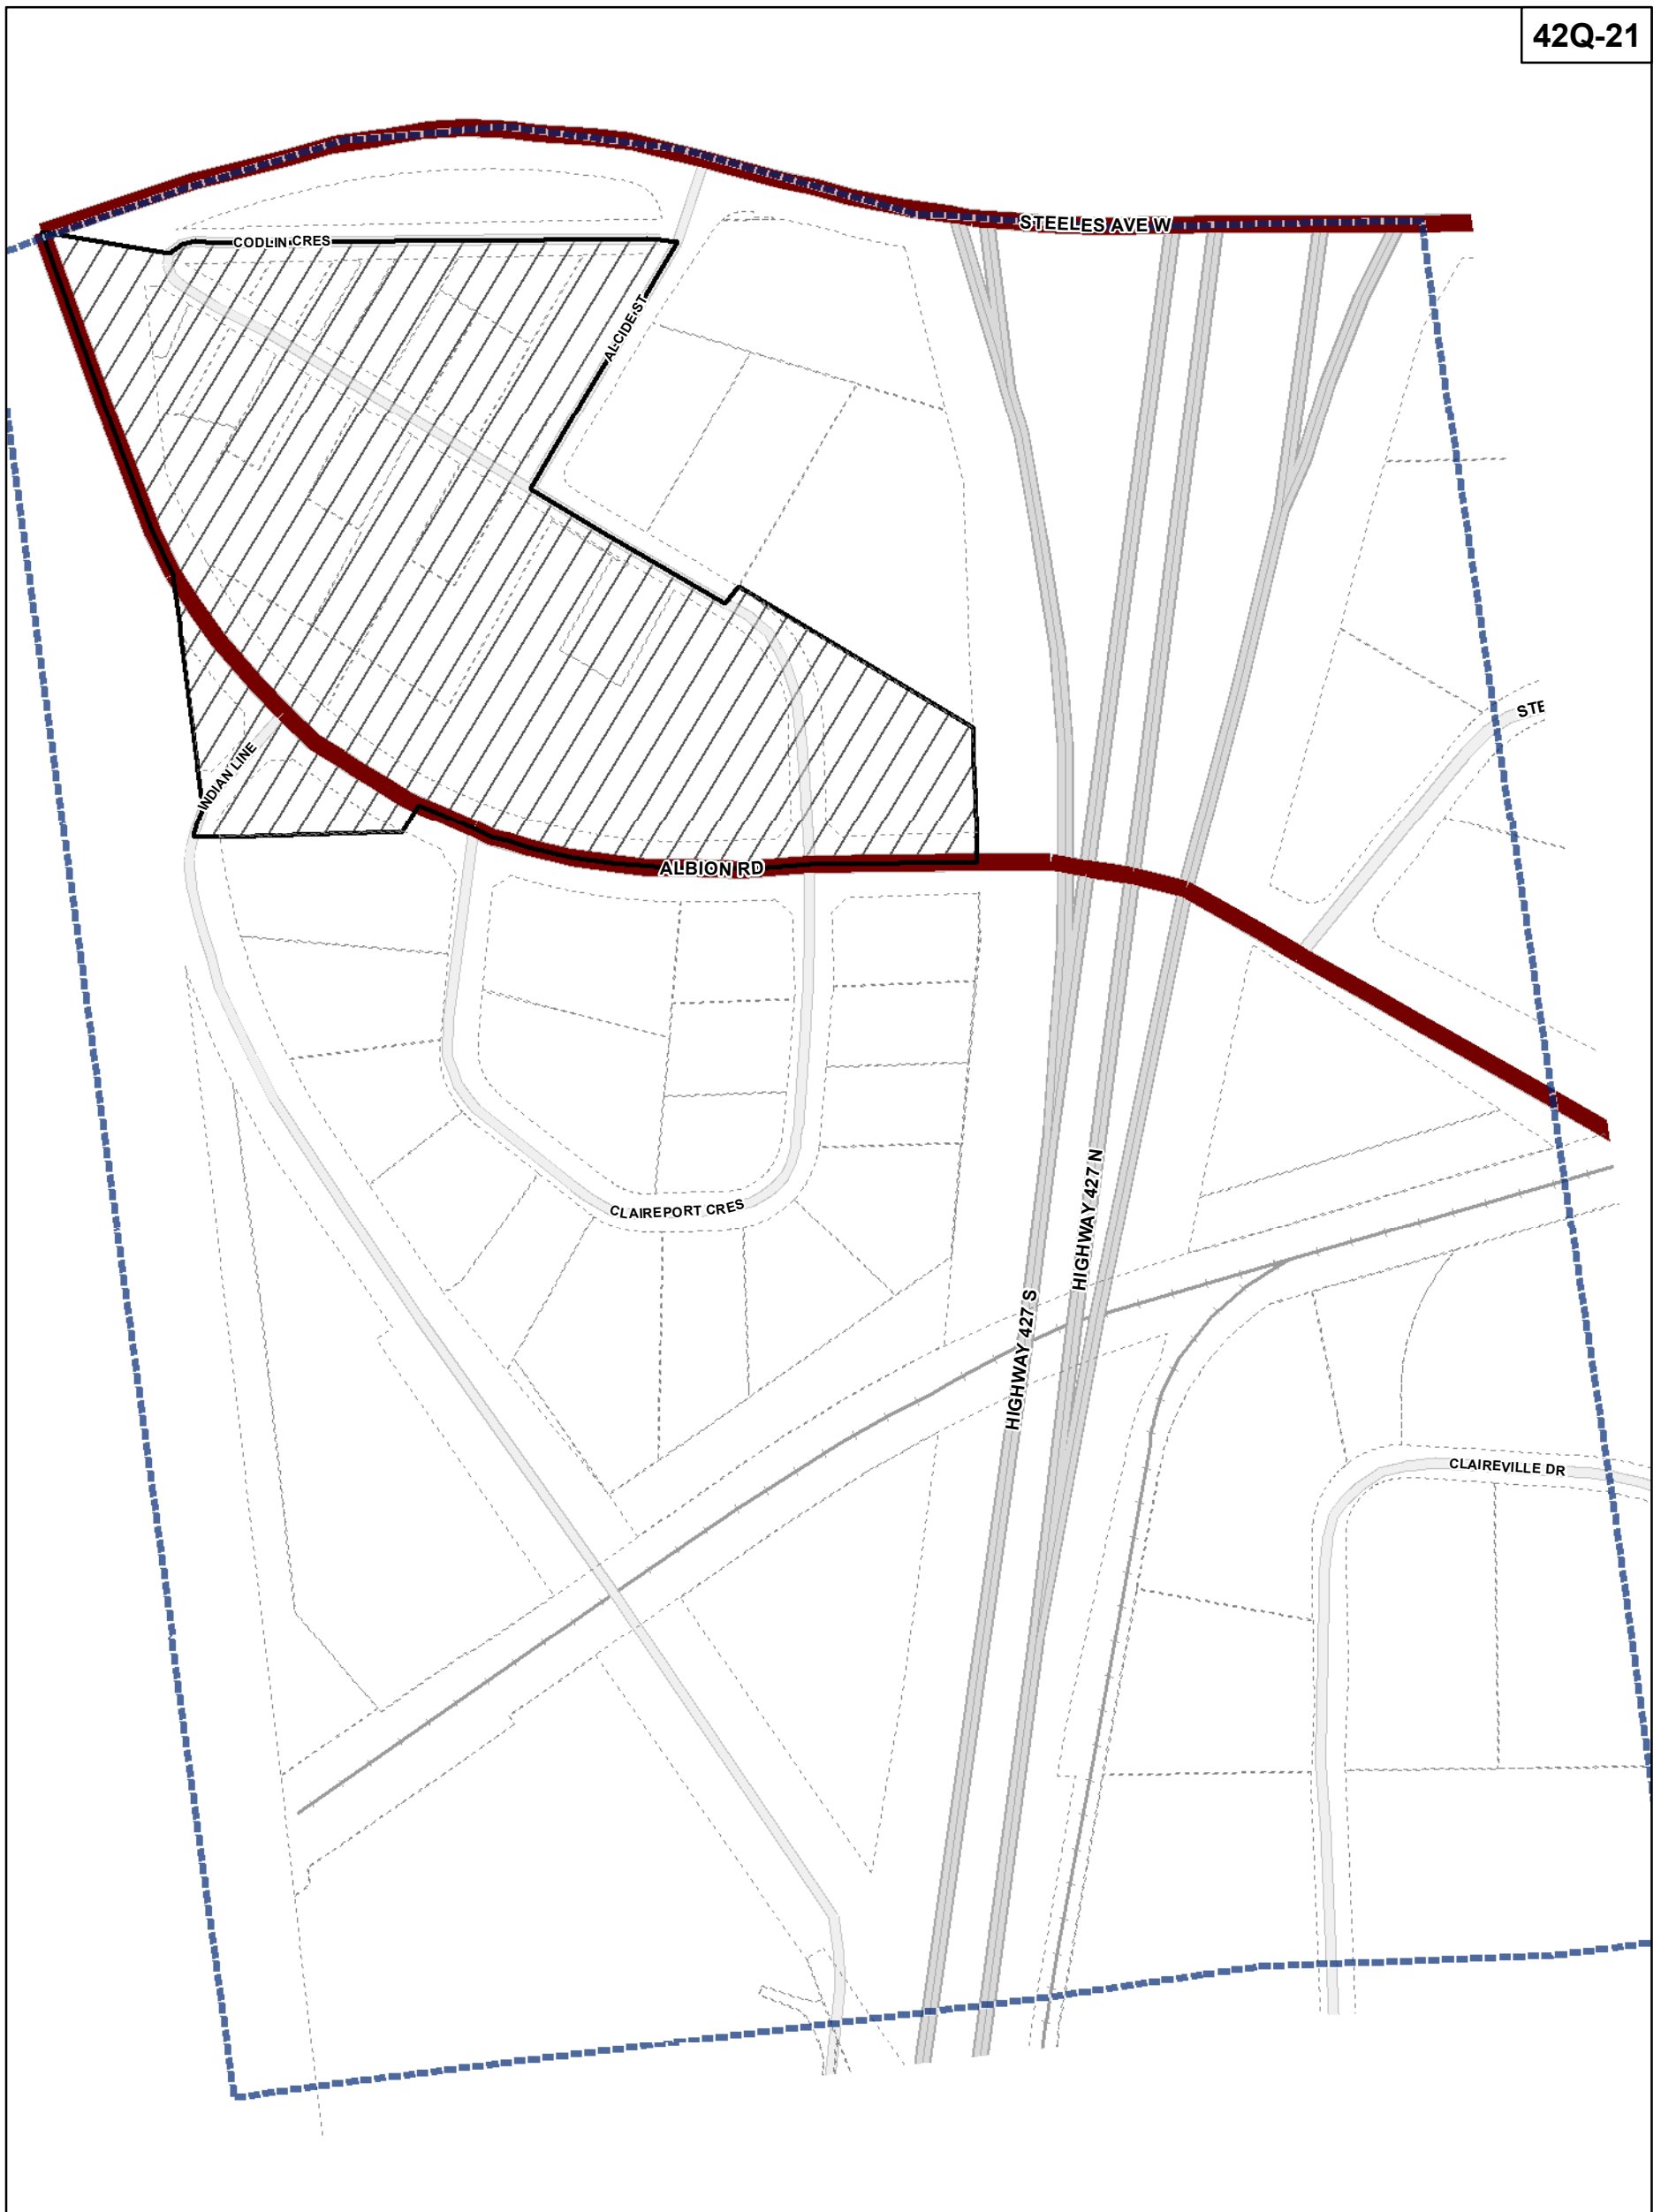 42Q-21
STEELES AVE W
CODLIN CRES
ALCIDE ST
STE
INDIAN LINE
ALBION RD
CLAIREPORT CRES
HIGHWAY 427 N
HIGHWAY 427 S
CLAIREVILLE DR